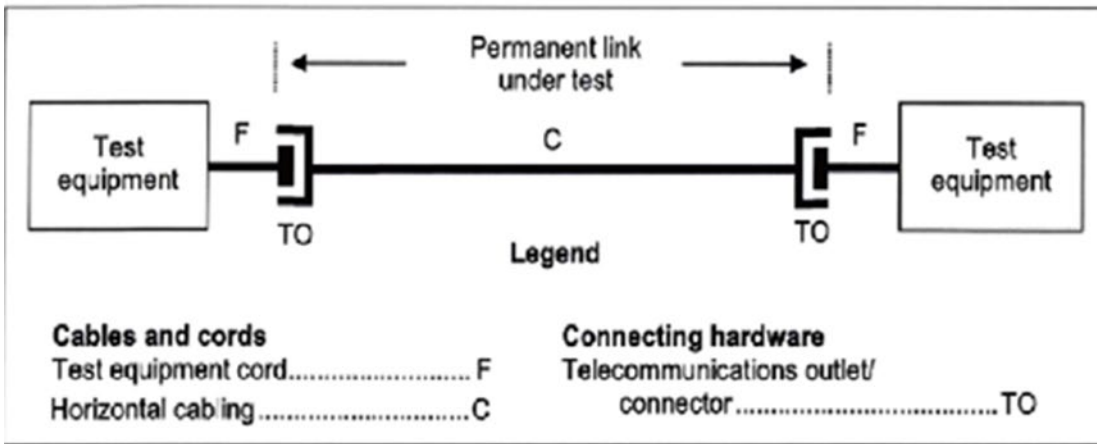 Permanent link
under test
F
C
F
Test
equipment
Test
equipment
TO
TO
Legend
Cables and cords
Test equipment cord.......................... F
Horizontal cabling..........................C
Connecting hardware
Telecommunications outlet/
connector.................................TO